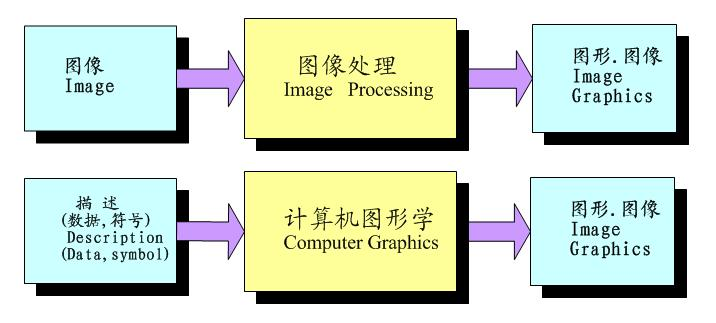 图像
Image
图像处理
Image Processing
图形.图像
Image
Graphics
描 述
(数据,符号)
Description
(Data,symbol)
计算机图形学
Computer Graphics
图形.图像
Image
Graphics